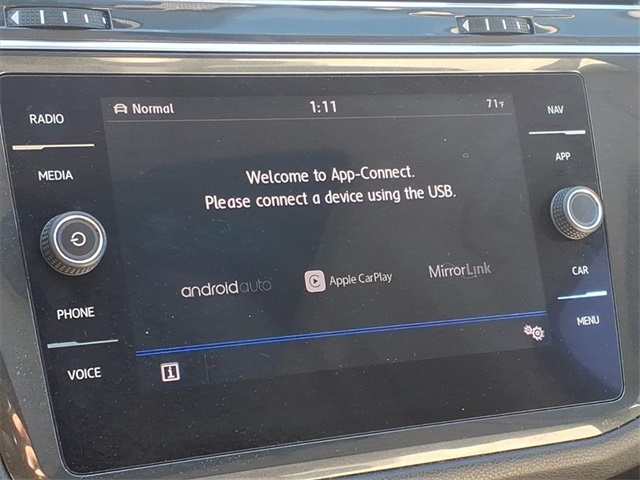 Normal 1:11 71°F
RADIO
MEDIA
PHONE
VOICE
Welcome to App-Connect.
Please connect a device using the USB.
androidauto Apple CarPlay MirrorLink
i
NAV
APP
CAR
MENU